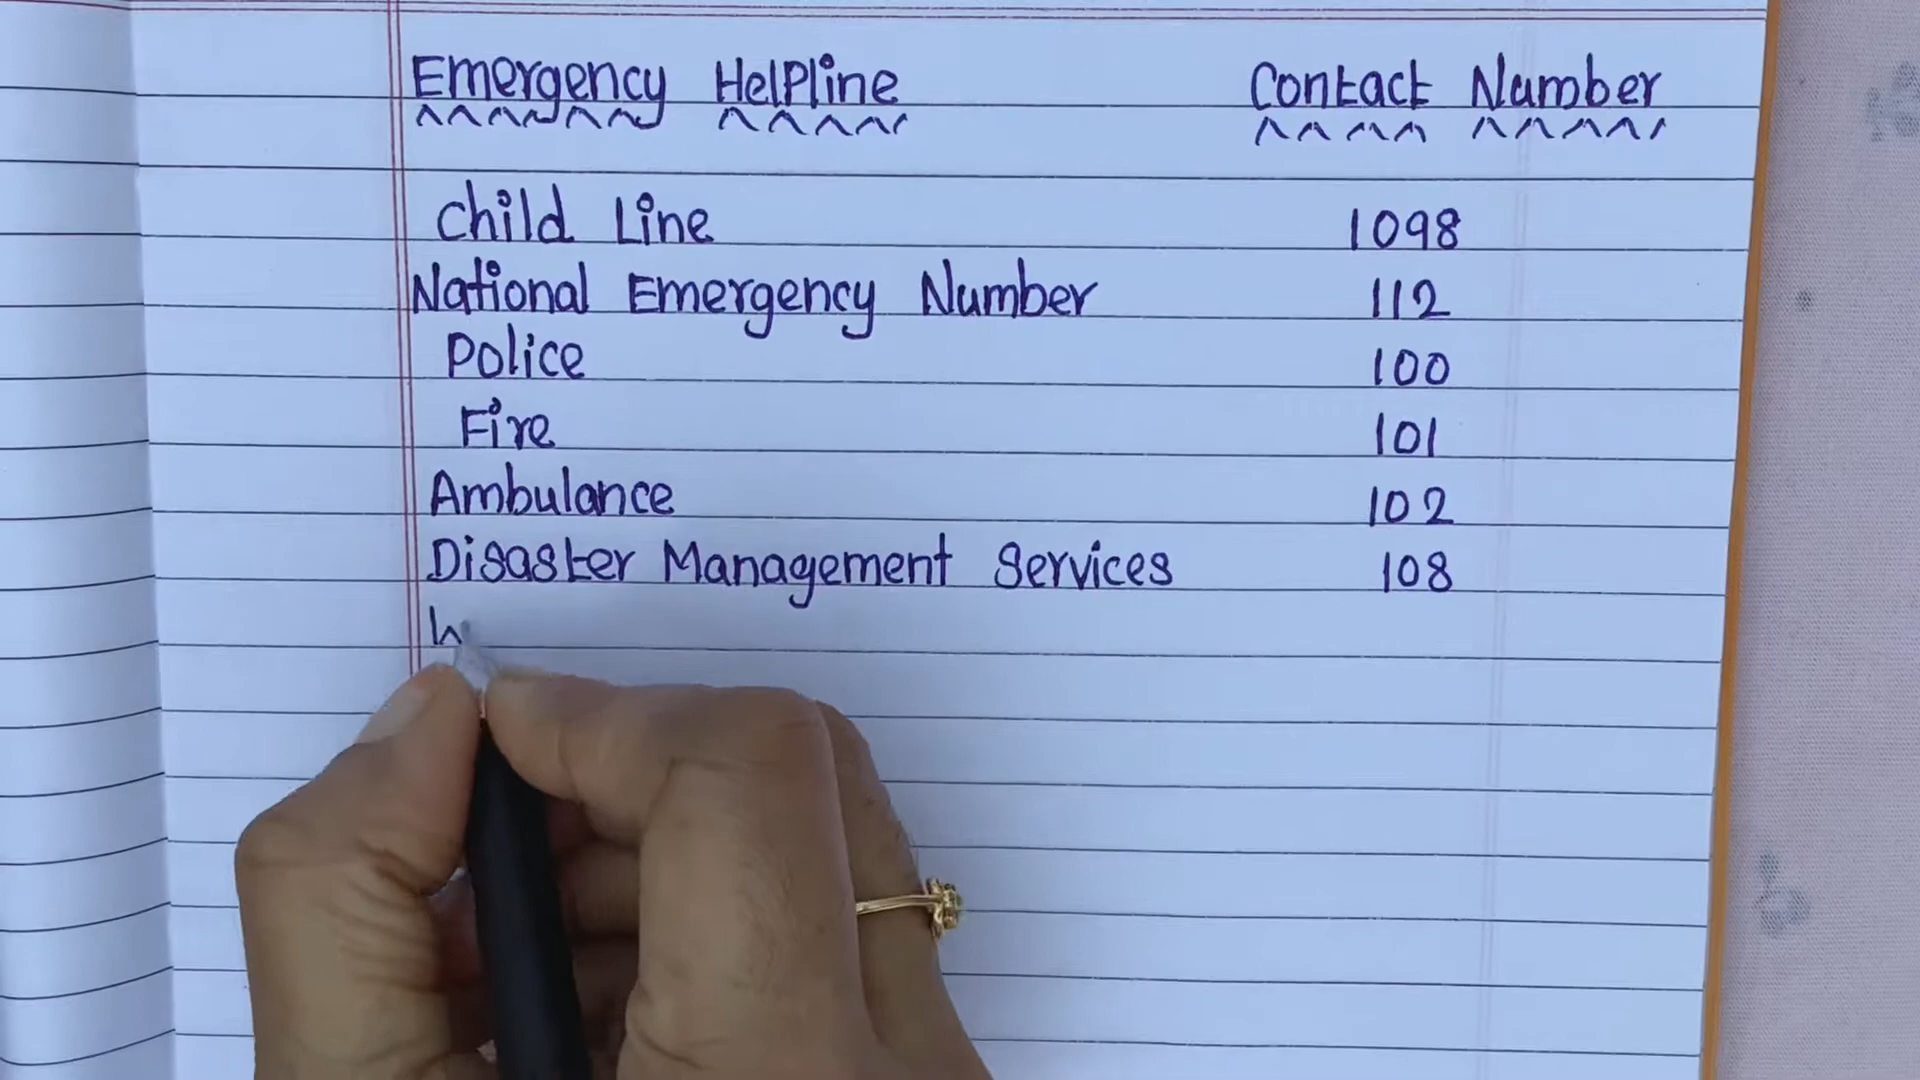 Emergency Helpline Contact Number
Child Line 1098
National Emergency Number 112
Police 100
Fire 101
Ambulance 102
Disaster Management Services 108